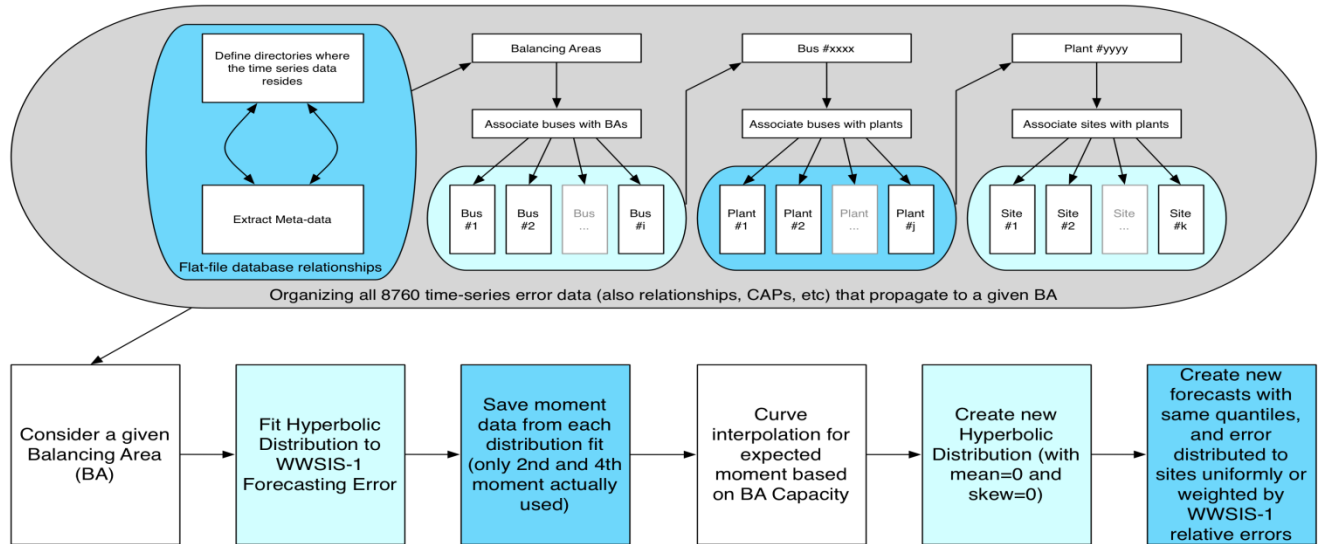 Define directories where
the time series data
resides
Extract Meta-data
Flat-file database relationships
Balancing Areas
Associate buses with BAs
Bus
#1
Bus
#2
Bus
...
Bus
#i
Bus #xxxx
Associate buses with plants
Plant
#1
Plant
#2
Plant
...
Plant
#j
Plant #yyyy
Associate sites with plants
Site
#1
Site
#2
Site
...
Site
#k
Organizing all 8760 time-series error data (also relationships, CAPs, etc) that propagate to a given BA
Consider a given
Balancing Area
(BA)
Fit Hyperbolic
Distribution to
WWSIS-1
Forecasting Error
Save moment
data from each
distribution fit
(only 2nd and 4th
moment actually
used)
Curve
interpolation for
expected
moment based
on BA Capacity
Create new
Hyperbolic
Distribution (with
mean=0 and
skew=0)
Create new
forecasts with
same quantiles,
and error
distributed to
sites uniformly or
weighted by
WWSIS-1
relative errors